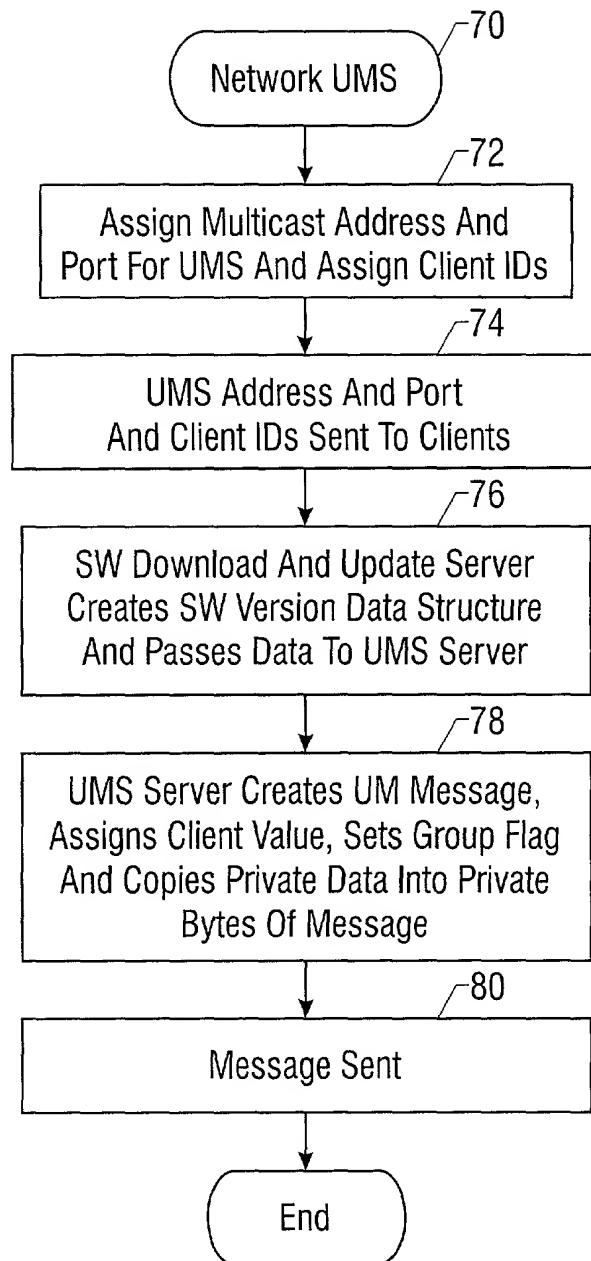 70
Network UMS
72
Assign Multicast Address And
Port For UMS And Assign Client IDs
74
UMS Address And Port
And Client IDs Sent To Clients
76
SW Download And Update Server
Creates SW Version Data Structure
And Passes Data To UMS Server
78
UMS Server Creates UM Message,
Assigns Client Value, Sets Group Flag
And Copies Private Data Into Private
Bytes Of Message
80
Message Sent
End